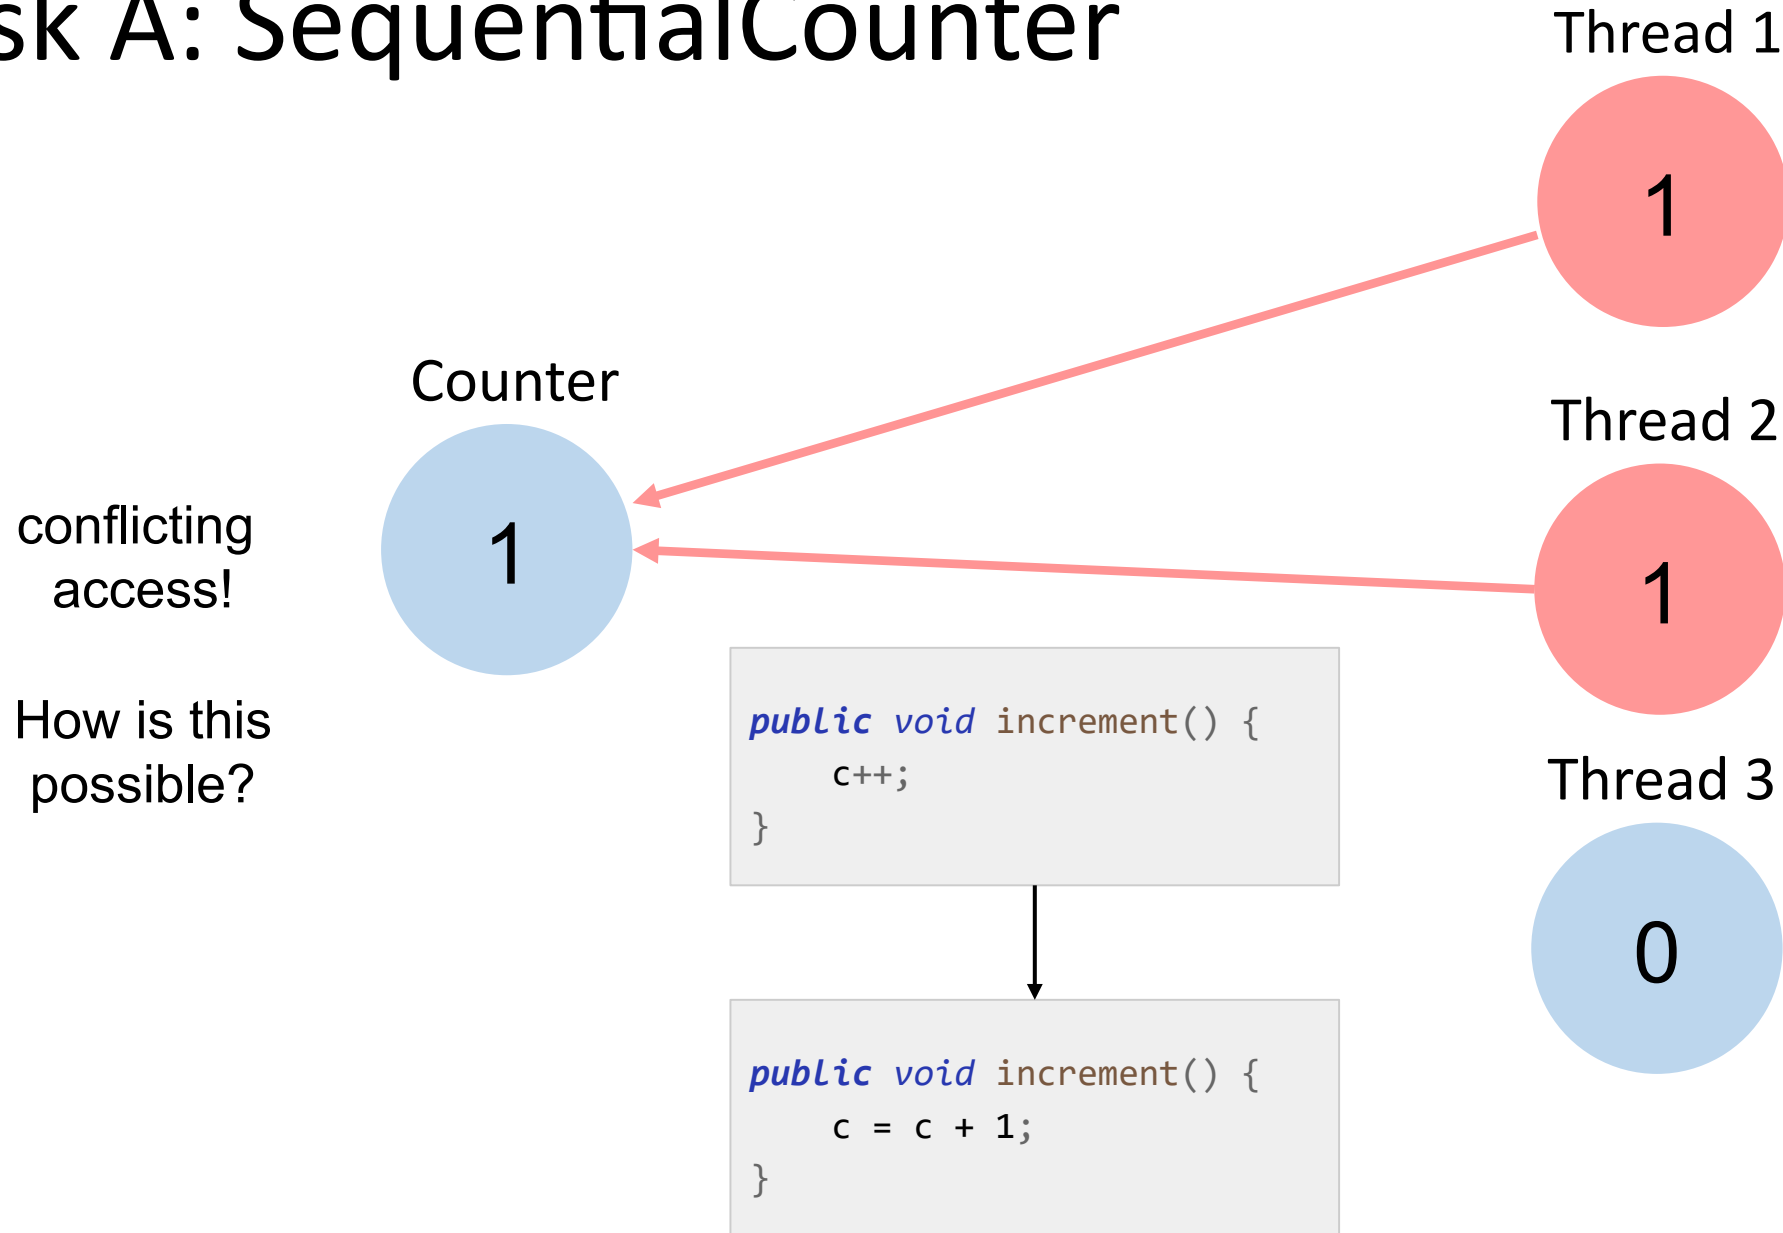 sk A: SequentialCounter
Thread 1
1
Counter
1
Thread 2
1
conflicting
access!
How is this
possible?
public void increment() {
c++;
}
Thread 3
0
public void increment() {
c = c + 1;
}